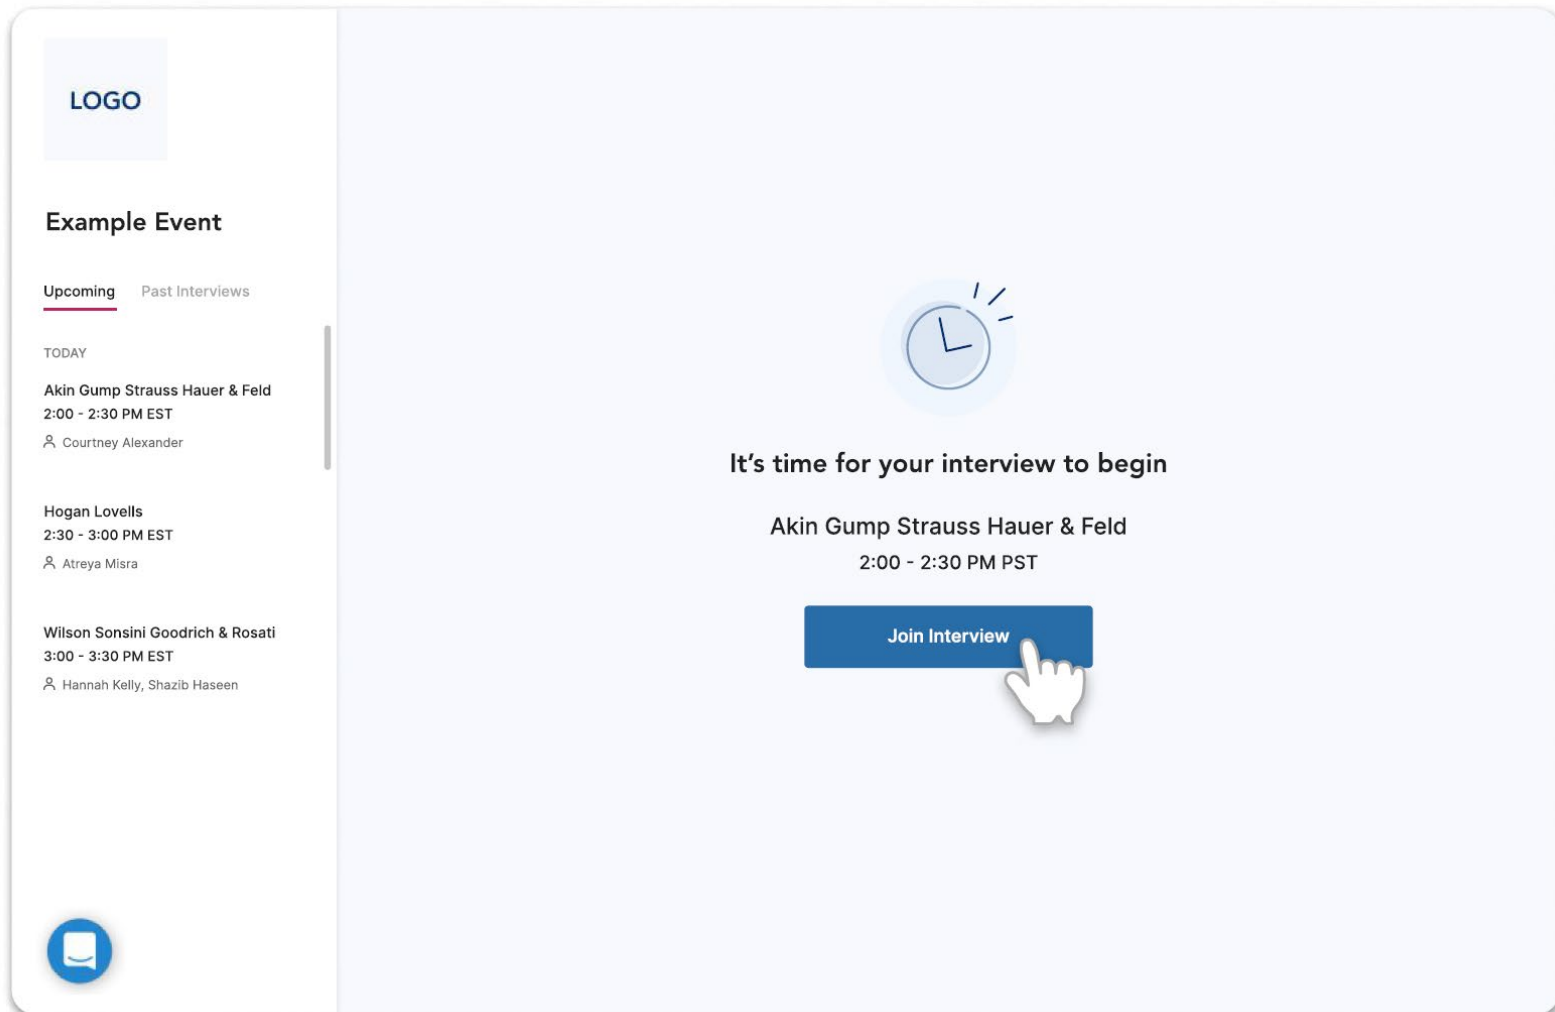 LOGO
Example Event
Upcoming Past Interviews
TODAY
Akin Gump Strauss Hauer & Feld
2:00 - 2:30 PM EST
Courtney Alexander
Hogan Lovells
2:30 - 3:00 PM EST
Atreya Misra
Wilson Sonsini Goodrich & Rosati
3:00 - 3:30 PM EST
Hannah Kelly, Shazib Haseen
It’s time for your interview to begin
Akin Gump Strauss Hauer & Feld
2:00 - 2:30 PM PST
Join Interview